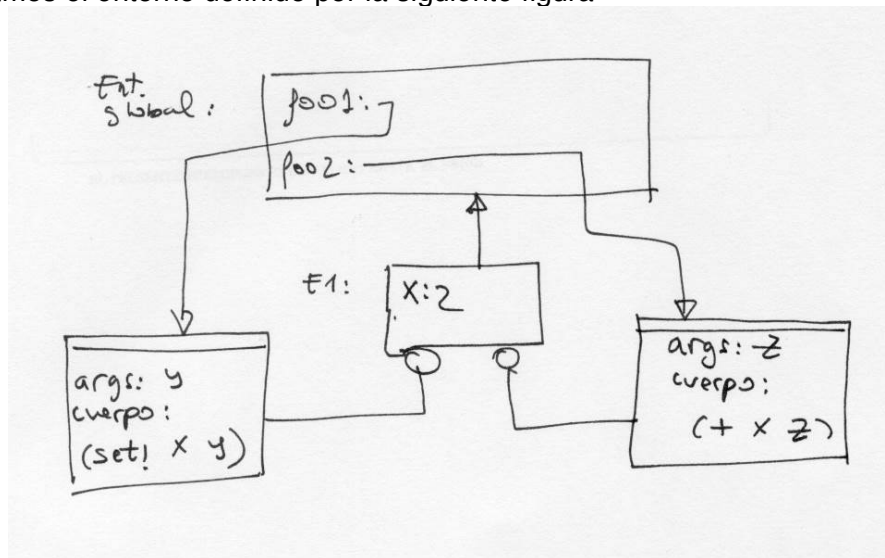 Ent.
global:
foo1:
foo2:
E1:
x:2
args: y
cuerpo:
(set! x y)
args: z
cuerpo:
(+ x z)